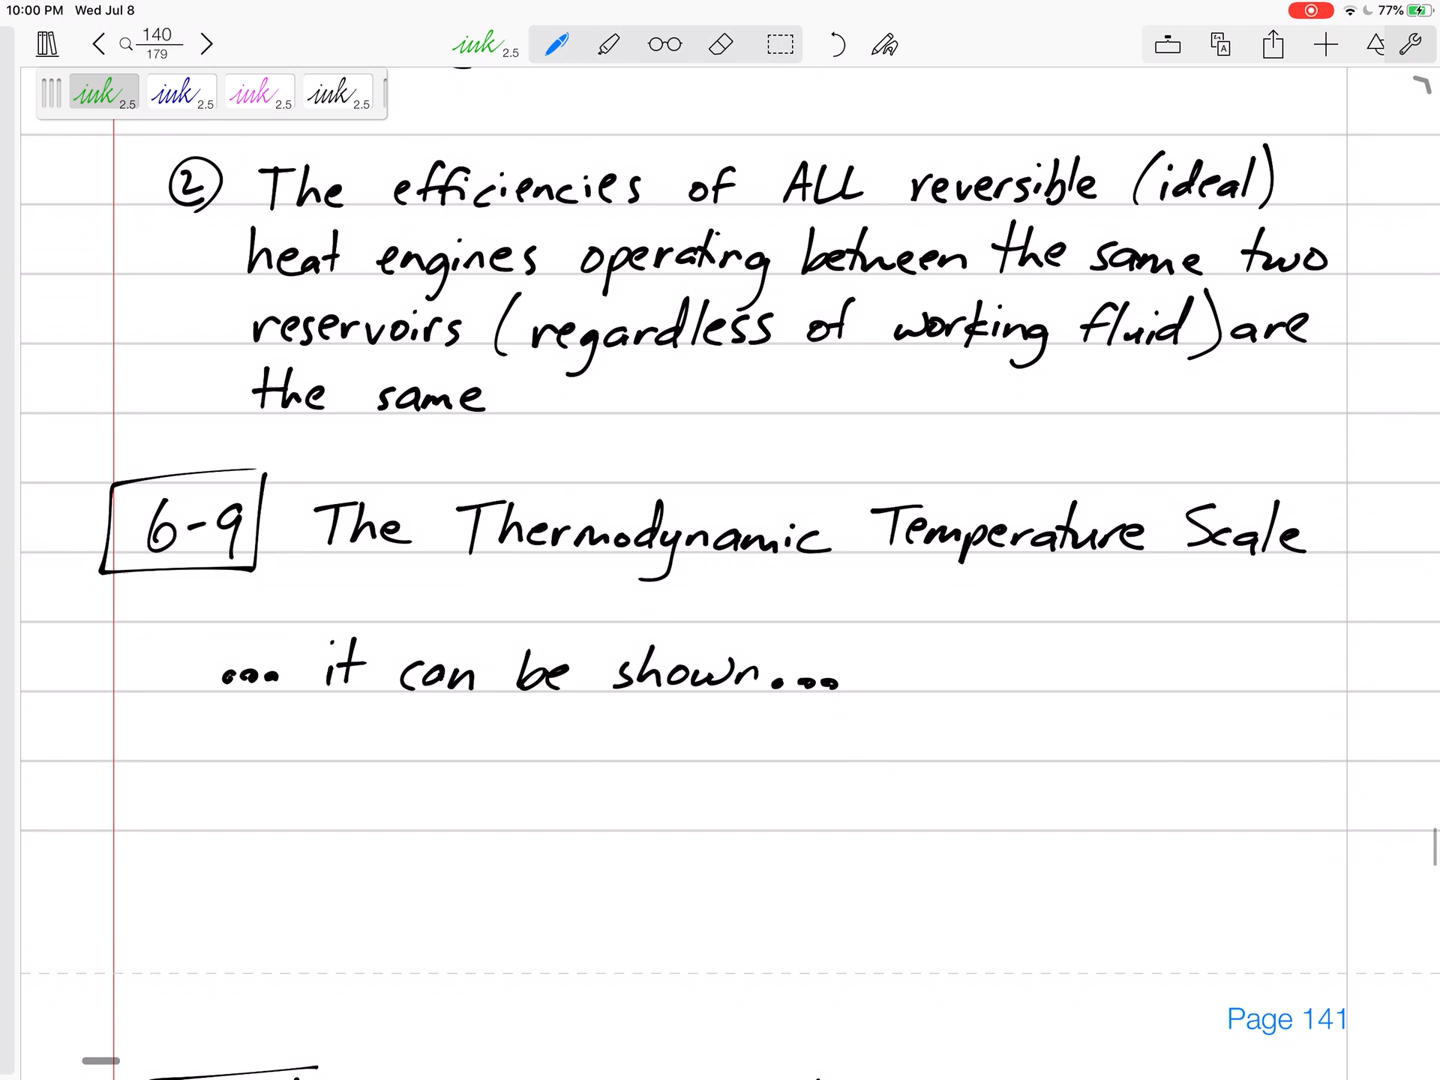 10:00 PM Wed Jul 8
77%
140
179
ink 2.5
ink 2.5
ink 2.5
ink 2.5
ink 2.5
② The efficiencies of ALL reversible (ideal)
heat engines operating between the same two
reservoirs (regardless of working fluid) are
the same
6-9 The Thermodynamic Temperature Scale
... it can be shown....
Page 141